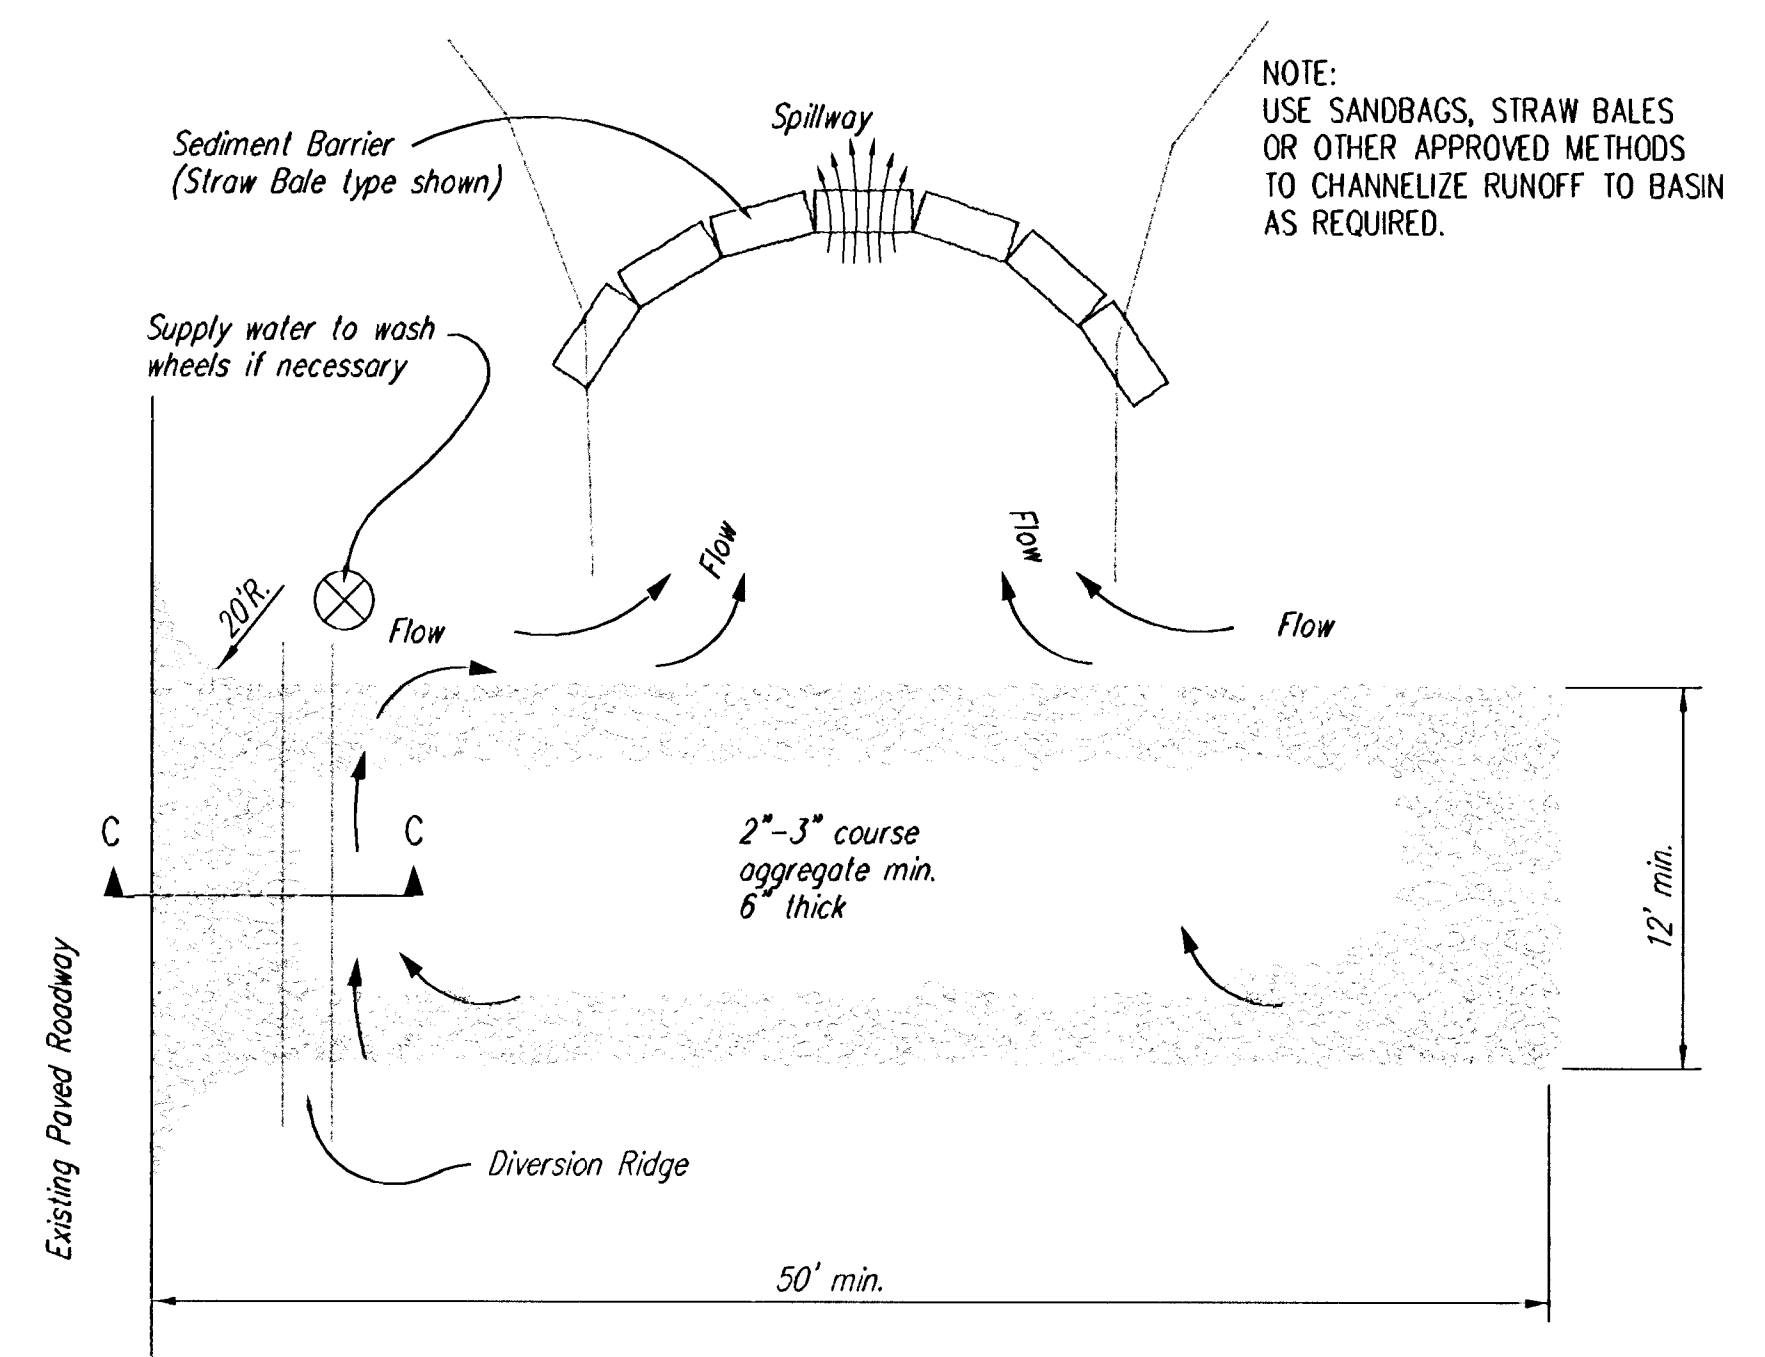 NOTE:
USE SANDBAGS, STRAW BALES
OR OTHER APPROVED METHODS
TO CHANNELIZE RUNOFF TO BASIN
AS REQUIRED.
Spillway
Sediment Barrier
(Straw Bale type shown)
Supply water to wash
wheels if necessary
20'R.
Flow
Flow
Flow
Flow
C
C
2"-3" course
aggregate min.
6" thick
12' min.
Existing Paved Roadway
Diversion Ridge
50' min.